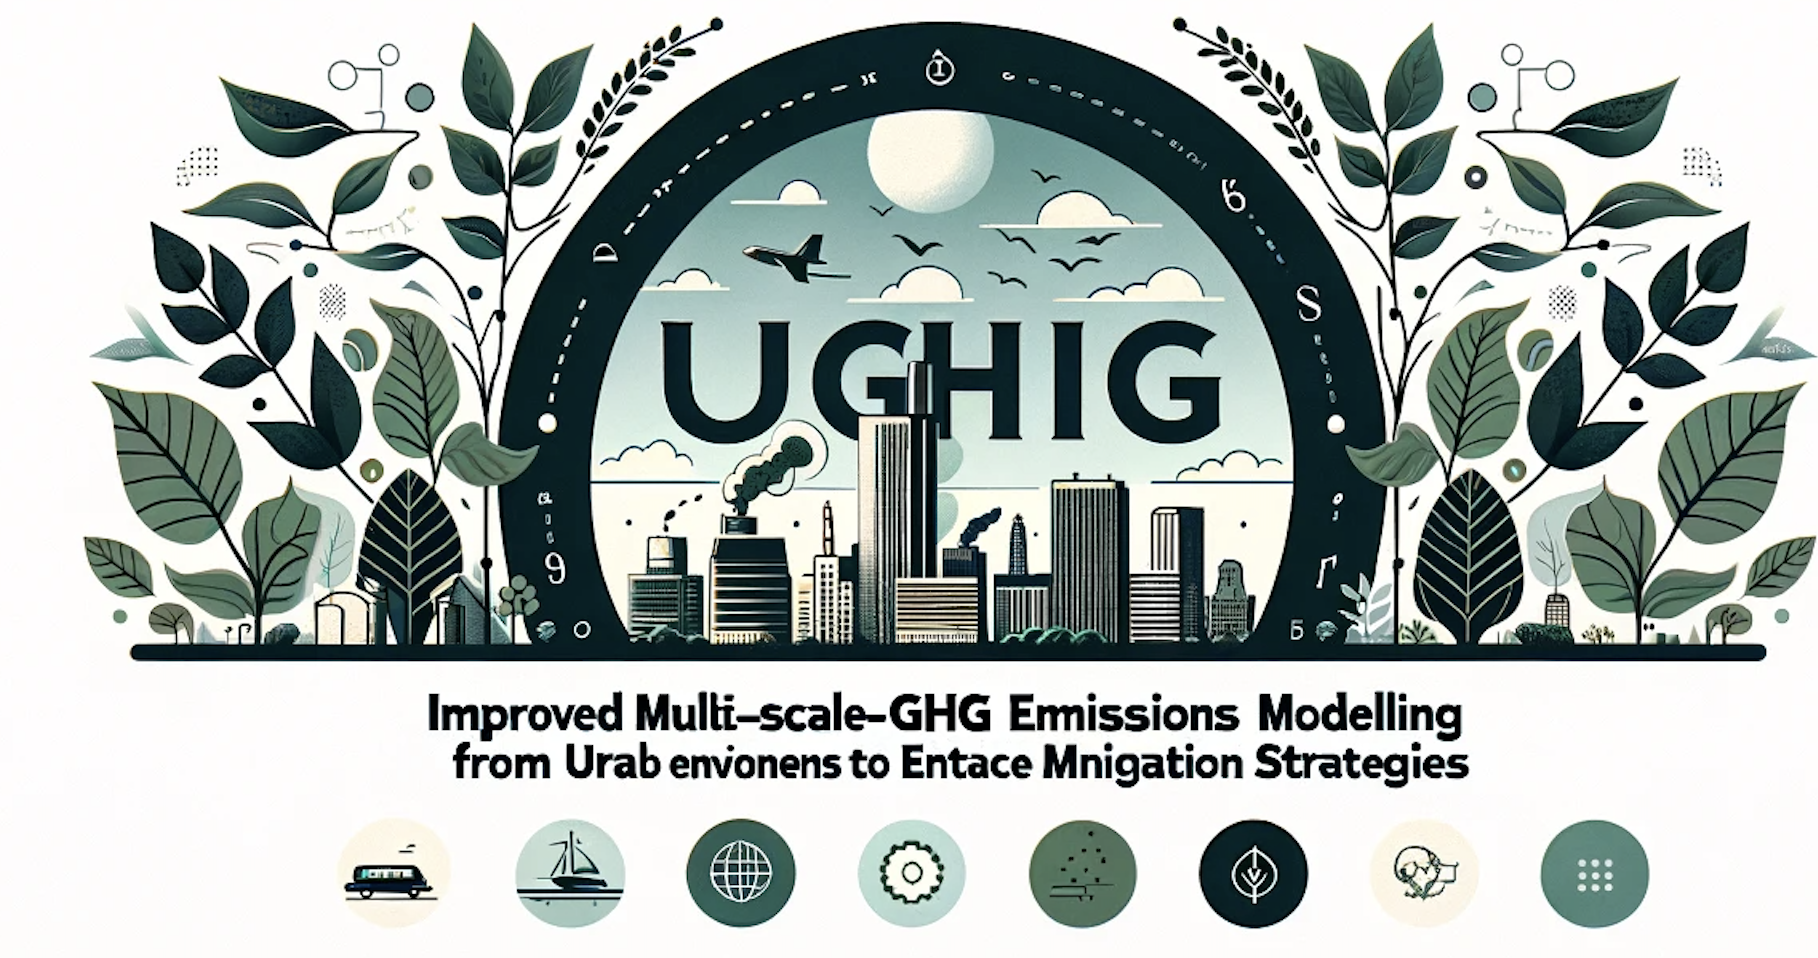 UGHIG
Improved Multi-scale-GHG Emissions Modelling
from Urab envonens to Entace Mnigation Strategies